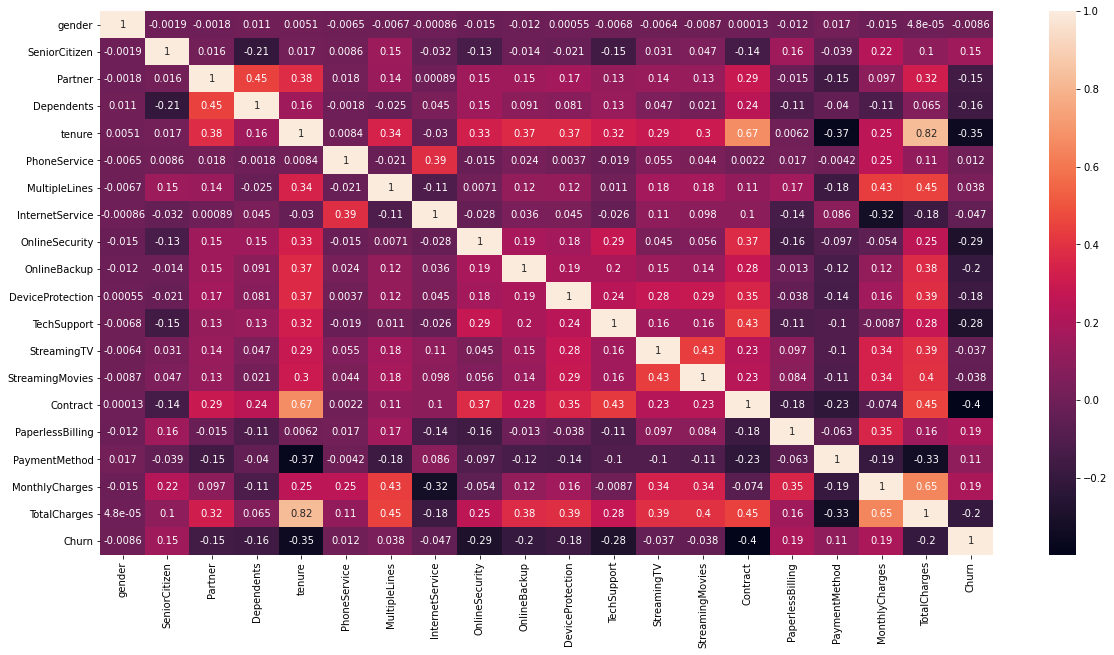 gender 1 -0.0019 -0.0018 0.011 0.0051 -0.0065 -0.0067 -0.00086 -0.015 -0.012 0.00055 -0.0068 -0.0064 -0.0087 0.00013 -0.012 0.017 -0.015 4.8e-05 -0.0086
SeniorCitizen -0.0019 1 0.016 -0.21 0.017 0.0086 0.15 -0.032 -0.13 -0.014 -0.021 -0.15 0.031 0.047 -0.14 0.16 -0.039 0.22 0.1 0.15
Partner -0.0018 0.016 1 0.45 0.38 0.018 0.14 0.00089 0.15 0.15 0.17 0.13 0.14 0.13 0.29 -0.015 -0.15 0.097 0.32 -0.15
Dependents 0.011 -0.21 0.45 1 0.16 -0.0018 -0.025 0.045 0.15 0.091 0.081 0.13 0.047 0.021 0.24 -0.11 -0.04 -0.11 0.065 -0.16
tenure 0.0051 0.017 0.38 0.16 1 0.0084 0.34 -0.03 0.33 0.37 0.37 0.32 0.29 0.3 0.67 0.0062 -0.37 0.25 0.82 -0.35
PhoneService -0.0065 0.0086 0.018 -0.0018 0.0084 1 -0.021 0.39 -0.015 0.024 0.0037 -0.019 0.055 0.044 0.0022 0.017 -0.0042 0.25 0.11 0.012
MultipleLines -0.0067 0.15 0.14 -0.025 0.34 -0.021 1 -0.11 0.0071 0.12 0.12 0.011 0.18 0.18 0.11 0.17 -0.18 0.43 0.45 0.038
InternetService -0.00086 -0.032 0.00089 0.045 -0.03 0.39 -0.11 1 -0.028 0.036 0.045 -0.026 0.11 0.098 0.1 -0.14 0.086 -0.32 -0.18 -0.047
OnlineSecurity -0.015 -0.13 0.15 0.15 0.33 -0.015 0.0071 -0.028 1 0.19 0.18 0.29 0.045 0.056 0.37 -0.16 -0.097 -0.054 0.25 -0.29
OnlineBackup -0.012 -0.014 0.15 0.091 0.37 0.024 0.12 0.036 0.19 1 0.19 0.2 0.15 0.14 0.28 -0.013 -0.12 0.12 0.38 -0.2
DeviceProtection 0.00055 -0.021 0.17 0.081 0.37 0.0037 0.12 0.045 0.18 0.19 1 0.24 0.28 0.29 0.35 -0.038 -0.14 0.16 0.39 -0.18
TechSupport -0.0068 -0.15 0.13 0.13 0.32 -0.019 0.011 -0.026 0.29 0.2 0.24 1 0.16 0.16 0.43 -0.11 -0.1 -0.0087 0.28 -0.28
StreamingTV -0.0064 0.031 0.14 0.047 0.29 0.055 0.18 0.11 0.045 0.15 0.28 0.16 1 0.43 0.23 0.097 -0.1 0.34 0.39 -0.037
StreamingMovies -0.0087 0.047 0.13 0.021 0.3 0.044 0.18 0.098 0.056 0.14 0.29 0.16 0.43 1 0.23 0.084 -0.11 0.34 0.4 -0.038
Contract 0.00013 -0.14 0.29 0.24 0.67 0.0022 0.11 0.1 0.37 0.28 0.35 0.43 0.23 0.23 1 -0.18 -0.23 -0.074 0.45 -0.4
PaperlessBilling -0.012 0.16 -0.015 -0.11 0.0062 0.017 0.17 -0.14 -0.16 -0.013 -0.038 -0.11 0.097 0.084 -0.18 1 -0.063 0.35 0.16 0.19
PaymentMethod 0.017 -0.039 -0.15 -0.04 -0.37 -0.0042 -0.18 0.086 -0.097 -0.12 -0.14 -0.1 -0.1 -0.11 -0.23 -0.063 1 -0.19 -0.33 0.11
MonthlyCharges -0.015 0.22 0.097 -0.11 0.25 0.25 0.43 -0.32 -0.054 0.12 0.16 -0.0087 0.34 0.34 -0.074 0.35 -0.19 1 0.65 0.19
TotalCharges 4.8e-05 0.1 0.32 0.065 0.82 0.11 0.45 -0.18 0.25 0.38 0.39 0.28 0.39 0.4 0.45 0.16 -0.33 0.65 1 -0.2
Churn -0.0086 0.15 -0.15 -0.16 -0.35 0.012 0.038 -0.047 -0.29 -0.2 -0.18 -0.28 -0.037 -0.038 -0.4 0.19 0.11 0.19 -0.2 1
gender SeniorCitizen Partner Dependents tenure PhoneService MultipleLines InternetService OnlineSecurity OnlineBackup DeviceProtection TechSupport StreamingTV StreamingMovies Contract PaperlessBilling PaymentMethod MonthlyCharges TotalCharges Churn
1.0
0.8
0.6
0.4
0.2
0.0
−0.2